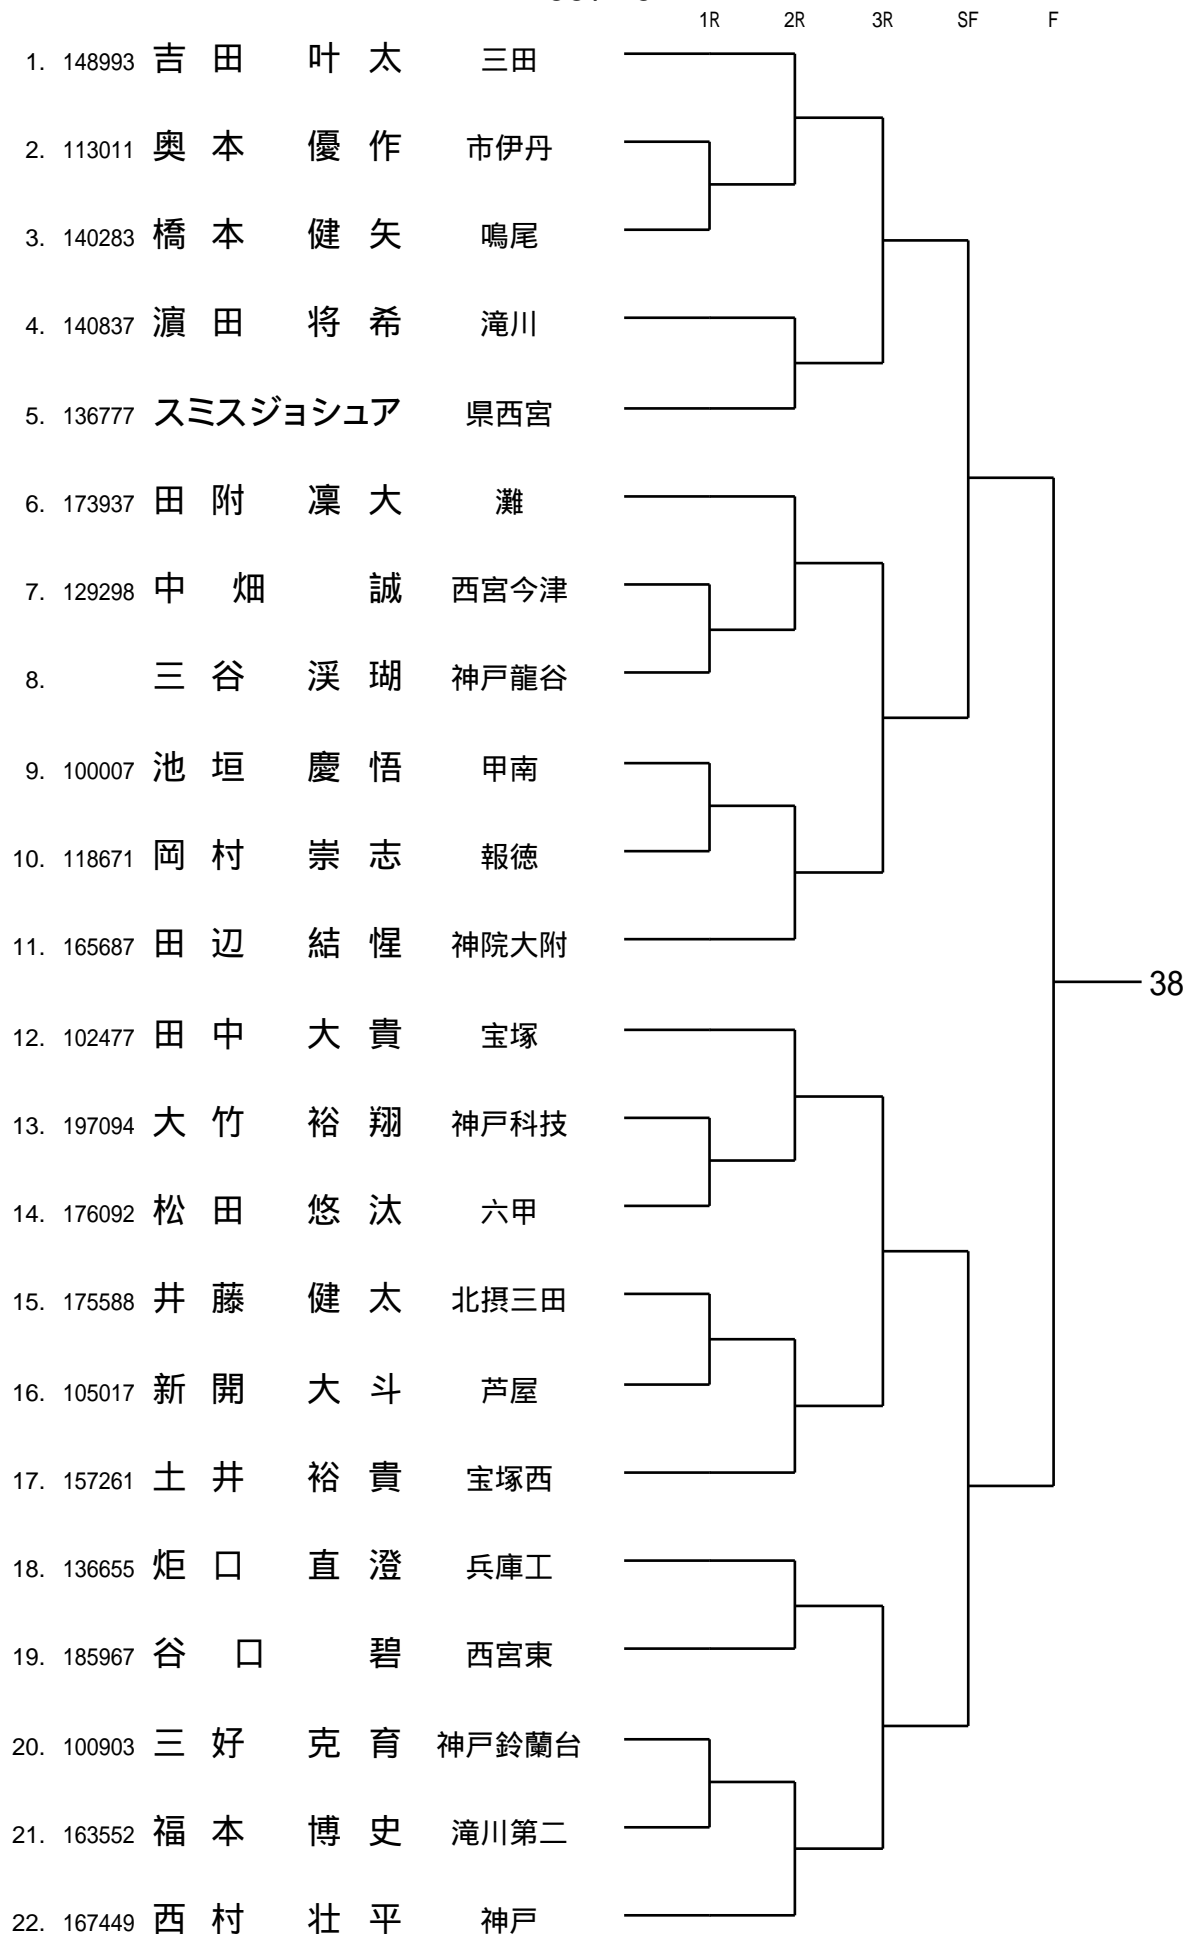 1R 2R 3R SF F
1. 148993 吉田 叶太 三田
2. 113011 奥本 優作 市伊丹
3. 140283 橋本 健矢 鳴尾
4. 140837 濵田 将希 滝川
5. 136777 スミスジョシュア 県西宮
6. 173937 田附 凜大 灘
7. 129298 中畑 誠 西宮今津
8. 三谷 渓瑚 神戸龍谷
9. 100007 池垣 慶悟 甲南
10. 118671 岡村 崇志 報徳
11. 165687 田辺 結惺 神院大附
38
12. 102477 田中 大貴 宝塚
13. 197094 大竹 裕翔 神戸科技
14. 176092 松田 悠汰 六甲
15. 175588 井藤 健太 北摂三田
16. 105017 新開 大斗 芦屋
17. 157261 土井 裕貴 宝塚西
18. 136655 炬口 直澄 兵庫工
19. 185967 谷口 碧 西宮東
20. 100903 三好 克育 神戸鈴蘭台
21. 163552 福本 博史 滝川第二
22. 167449 西村 壮平 神戸